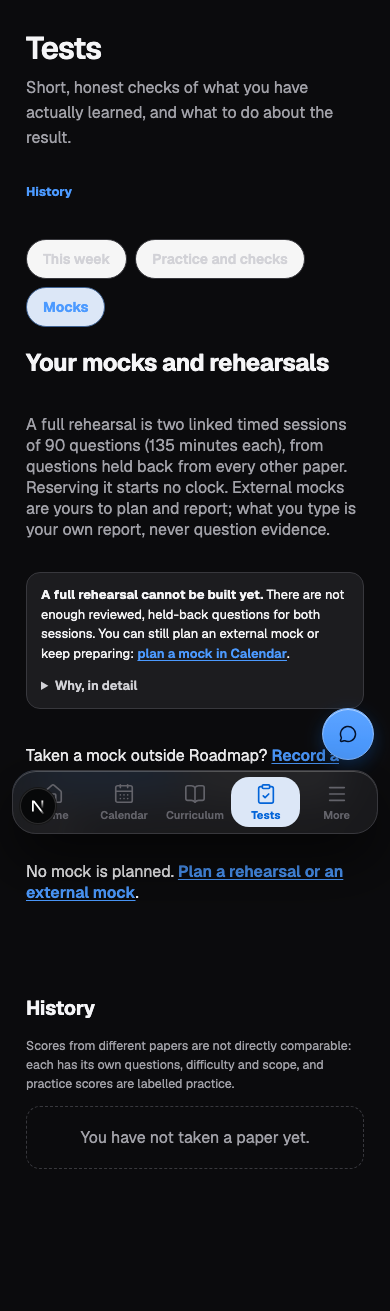 Tests
Short, honest checks of what you have
actually learned, and what to do about the
result.
History
This week
Practice and checks
Mocks
Your mocks and rehearsals
A full rehearsal is two linked timed sessions
of 90 questions (135 minutes each), from
questions held back from every other paper.
Reserving it starts no clock. External mocks
are yours to plan and report; what you type is
your own report, never question evidence.
A full rehearsal cannot be built yet. There are not
enough reviewed, held-back questions for both
sessions. You can still plan an external mock or
keep preparing: plan a mock in Calendar.
Why, in detail
Taken a mock outside Roadmap? Record a
N
me
Calendar
Curriculum
Tests
More
No mock is planned. Plan a rehearsal or an
external mock.
History
Scores from different papers are not directly comparable:
each has its own questions, difficulty and scope, and
practice scores are labelled practice.
You have not taken a paper yet.